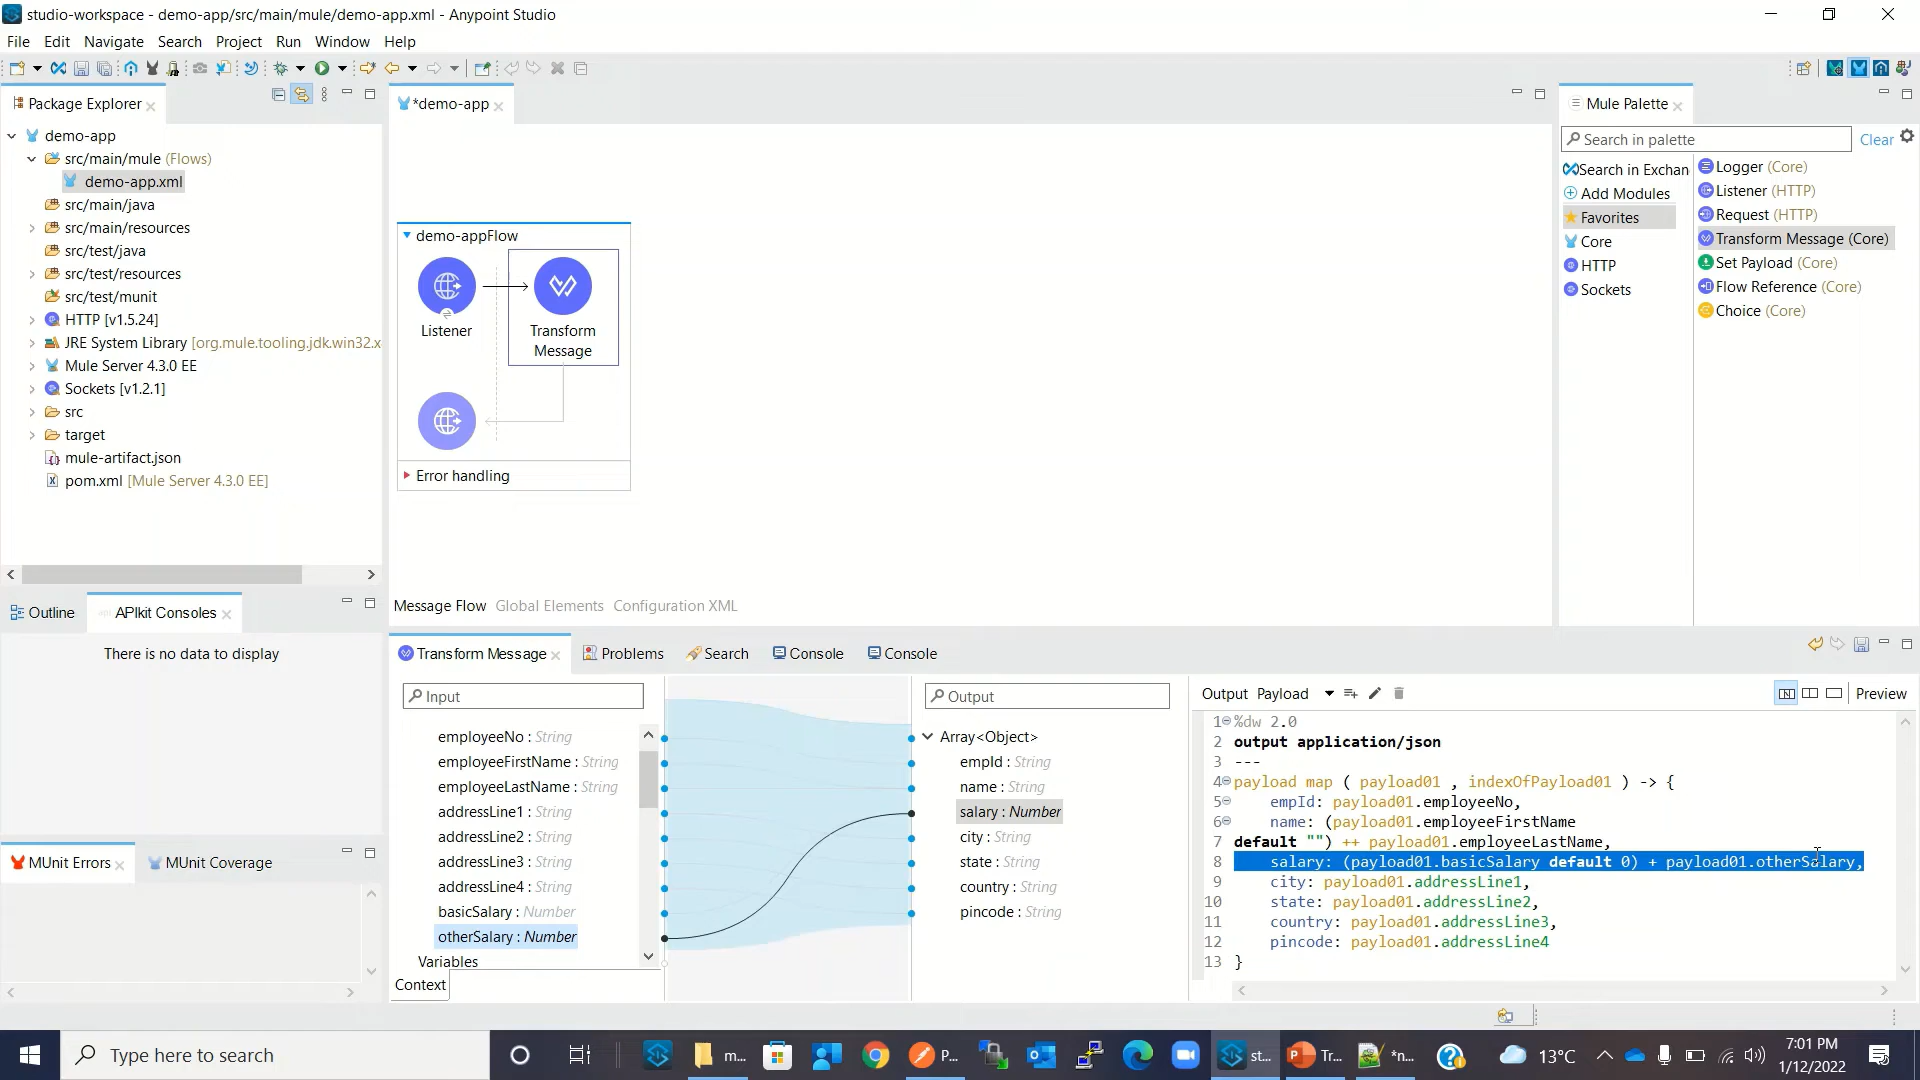 studio-workspace - demo-app/src/main/mule/demo-app.xml - Anypoint Studio
File Edit Navigate Search Project Run Window Help
Package Explorer
demo-app
src/main/mule (Flows)
demo-app.xml
src/main/java
src/main/resources
src/test/java
src/test/resources
src/test/munit
HTTP [v1.5.24]
JRE System Library [org.mule.tooling.jdk.win32.x
Mule Server 4.3.0 EE
Sockets [v1.2.1]
src
target
mule-artifact.json
pom.xml [Mule Server 4.3.0 EE]
Outline
APIkit Consoles
There is no data to display
MUnit Errors
MUnit Coverage
*demo-app
demo-appFlow
Listener
Transform
Message
Error handling
Message Flow Global Elements Configuration XML
Mule Palette
Search in palette
Clear
Search in Exchan
Add Modules
Favorites
Core
HTTP
Sockets
Logger (Core)
Listener (HTTP)
Request (HTTP)
Transform Message (Core)
Set Payload (Core)
Flow Reference (Core)
Choice (Core)
Transform Message
Problems
Search
Console
Console
Input
employeeNo : String
employeeFirstName : String
employeeLastName : String
addressLine1 : String
addressLine2 : String
addressLine3 : String
addressLine4 : String
basicSalary : Number
otherSalary : Number
Variables
Context
Output
Array<Object>
empId : String
name : String
salary : Number
city : String
state : String
country : String
pincode : String
Output Payload
Preview
1 %dw 2.0
2 output application/json
3 ---
4 payload map ( payload01 , indexOfPayload01 ) -> {
5 empId: payload01.employeeNo,
6 name: (payload01.employeeFirstName
7 default "") ++ payload01.employeeLastName,
8 salary: (payload01.basicSalary default 0) + payload01.otherSalary,
9 city: payload01.addressLine1,
10 state: payload01.addressLine2,
11 country: payload01.addressLine3,
12 pincode: payload01.addressLine4
13 }
Type here to search
m...
P...
st...
Tr...
*n...
13°C
7:01 PM
1/12/2022